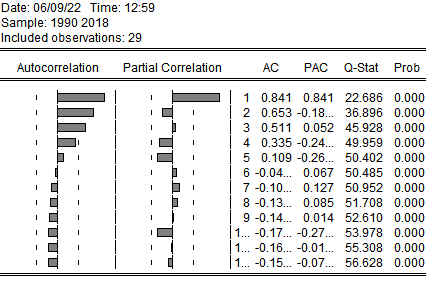 Date: 06/09/22 Time: 12:59
Sample: 1990 2018
Included observations: 29
Autocorrelation Partial Correlation AC PAC Q-Stat Prob
1 0.841 0.841 22.686 0.000
2 0.653 -0.18... 36.896 0.000
3 0.511 0.052 45.928 0.000
4 0.335 -0.24... 49.959 0.000
5 0.109 -0.26... 50.402 0.000
6 -0.04... 0.067 50.485 0.000
7 -0.10... 0.127 50.952 0.000
8 -0.13... 0.085 51.708 0.000
9 -0.14... 0.014 52.610 0.000
1... -0.17... -0.27... 53.978 0.000
1... -0.16... -0.01... 55.308 0.000
1... -0.15... -0.07... 56.628 0.000